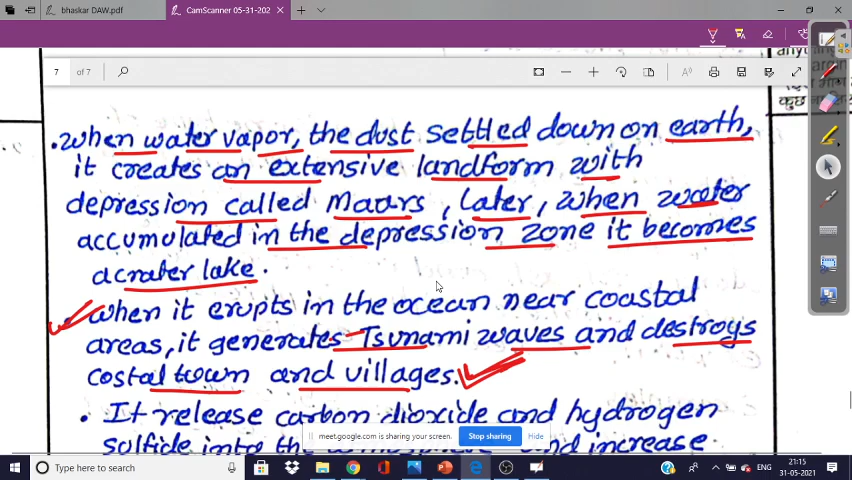 bhaskar DAW.pdf
CamScanner 05-31-202
7 of 7
.when water vapor, the dust settled down on earth,
it creates an extensive landform with
depression called Maars, Later, when water
accumulated in the depression zone it becomes
a crater lake.
when it erupts in the ocean near coastal
areas, it generates Tsunami waves and destroys
costal town and villages.
• It release carbon dioxide and hydrogen
sulfide into the atmosphere and increase
meet.google.com is sharing your screen. Stop sharing Hide
Type here to search
ENG
21:15
31-05-2021